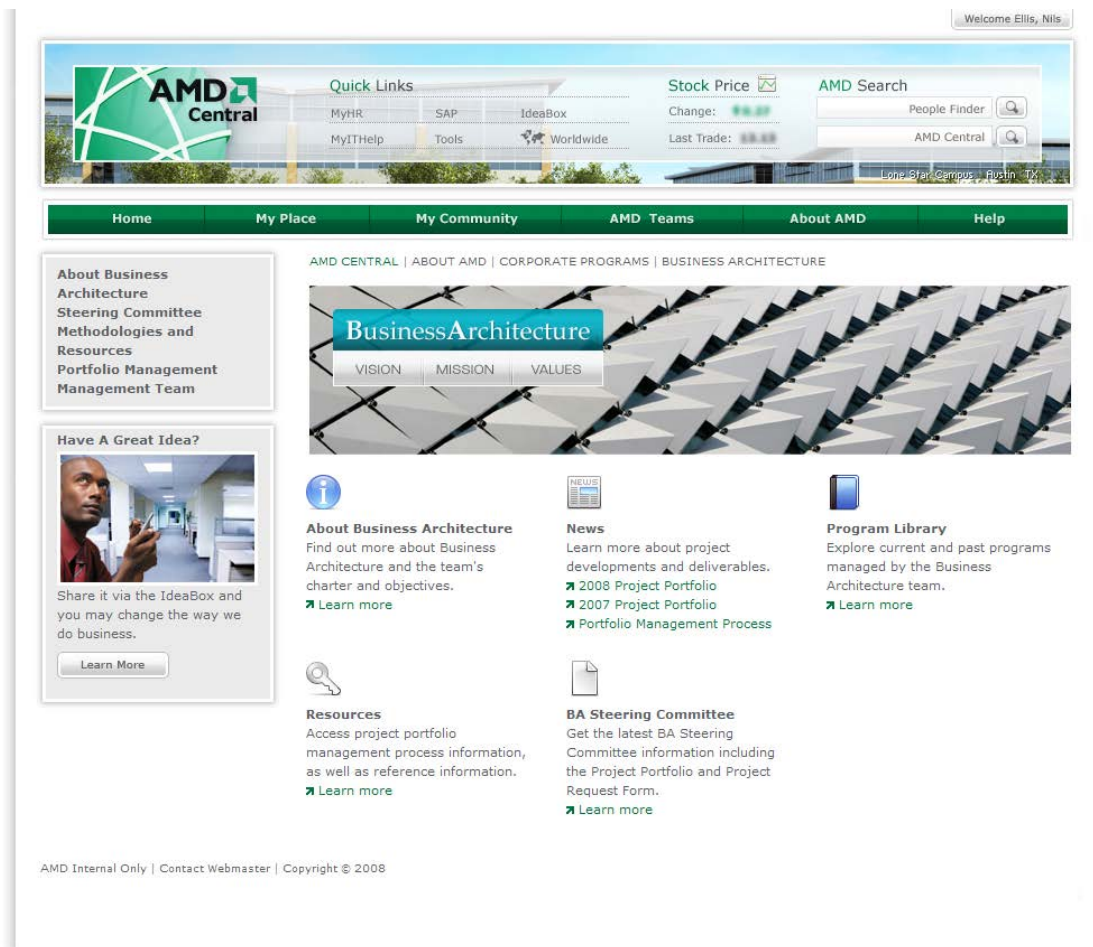 Welcome Ellis, Nils
AMD
Central
Quick Links
MyHR SAP IdeaBox
MyITHelp Tools Worldwide
Stock Price
Change:
Last Trade:
AMD Search
People Finder
AMD Central
Lone Star Campus Austin TX
Home My Place My Community AMD Teams About AMD Help
About Business
Architecture
Steering Committee
Methodologies and
Resources
Portfolio Management
Management Team
Have A Great Idea?
Share it via the IdeaBox and
you may change the way we
do business.
Learn More
AMD CENTRAL | ABOUT AMD | CORPORATE PROGRAMS | BUSINESS ARCHITECTURE
BusinessArchitecture
VISION MISSION VALUES
About Business Architecture
Find out more about Business
Architecture and the team's
charter and objectives.
Learn more
NEWS
News
Learn more about project
developments and deliverables.
2008 Project Portfolio
2007 Project Portfolio
Portfolio Management Process
Program Library
Explore current and past programs
managed by the Business
Architecture team.
Learn more
Resources
Access project portfolio
management process information,
as well as reference information.
Learn more
BA Steering Committee
Get the latest BA Steering
Committee information including
the Project Portfolio and Project
Request Form.
Learn more
AMD Internal Only | Contact Webmaster | Copyright © 2008